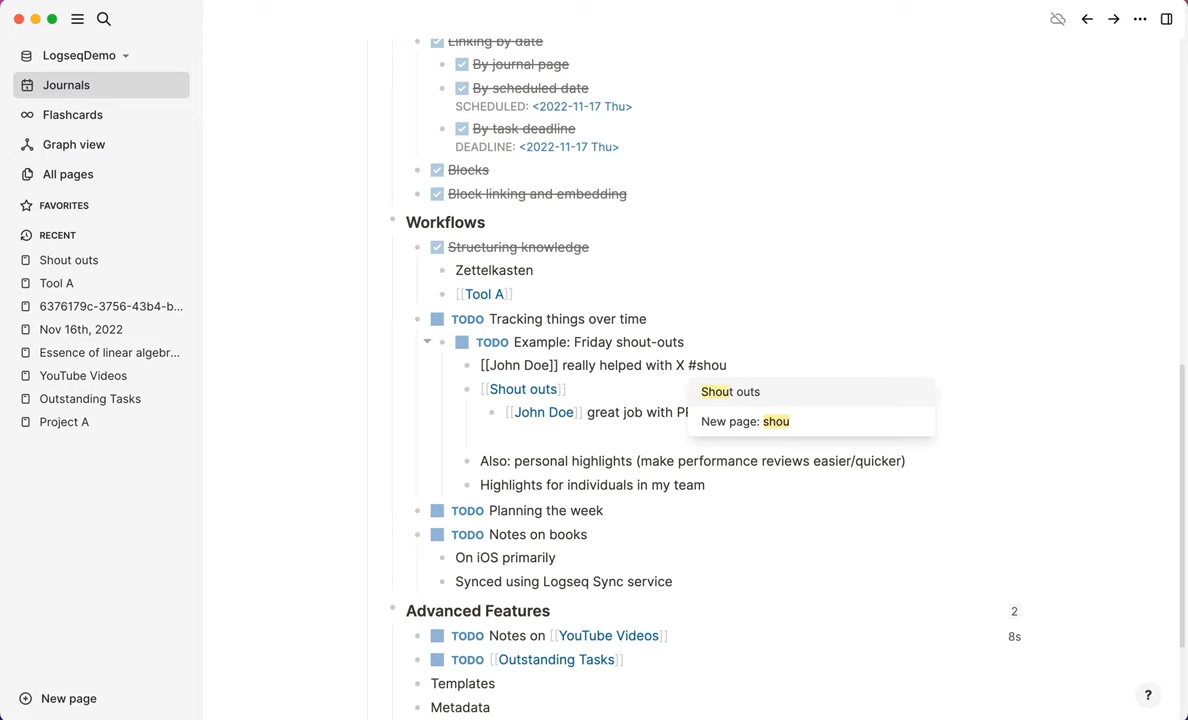 LogseqDemo
Journals
Flashcards
Graph view
All pages
FAVORITES
RECENT
Shout outs
Tool A
6376179c-3756-43b4-b...
Nov 16th, 2022
Essence of linear algebr...
YouTube Videos
Outstanding Tasks
Project A
New page
Linking by date
By journal page
By scheduled date
SCHEDULED: <2022-11-17 Thu>
By task deadline
DEADLINE: <2022-11-17 Thu>
Blocks
Block linking and embedding
Workflows
Structuring knowledge
Zettelkasten
[[Tool A]]
TODO Tracking things over time
TODO Example: Friday shout-outs
[[John Doe]] really helped with X #shou
[[Shout outs]]
[[John Doe]] great job with
Shout outs
New page: shou
Also: personal highlights (make performance reviews easier/quicker)
Highlights for individuals in my team
TODO Planning the week
TODO Notes on books
On iOS primarily
Synced using Logseq Sync service
Advanced Features 2
TODO Notes on [[YouTube Videos]] 8s
TODO [[Outstanding Tasks]]
Templates
Metadata
?